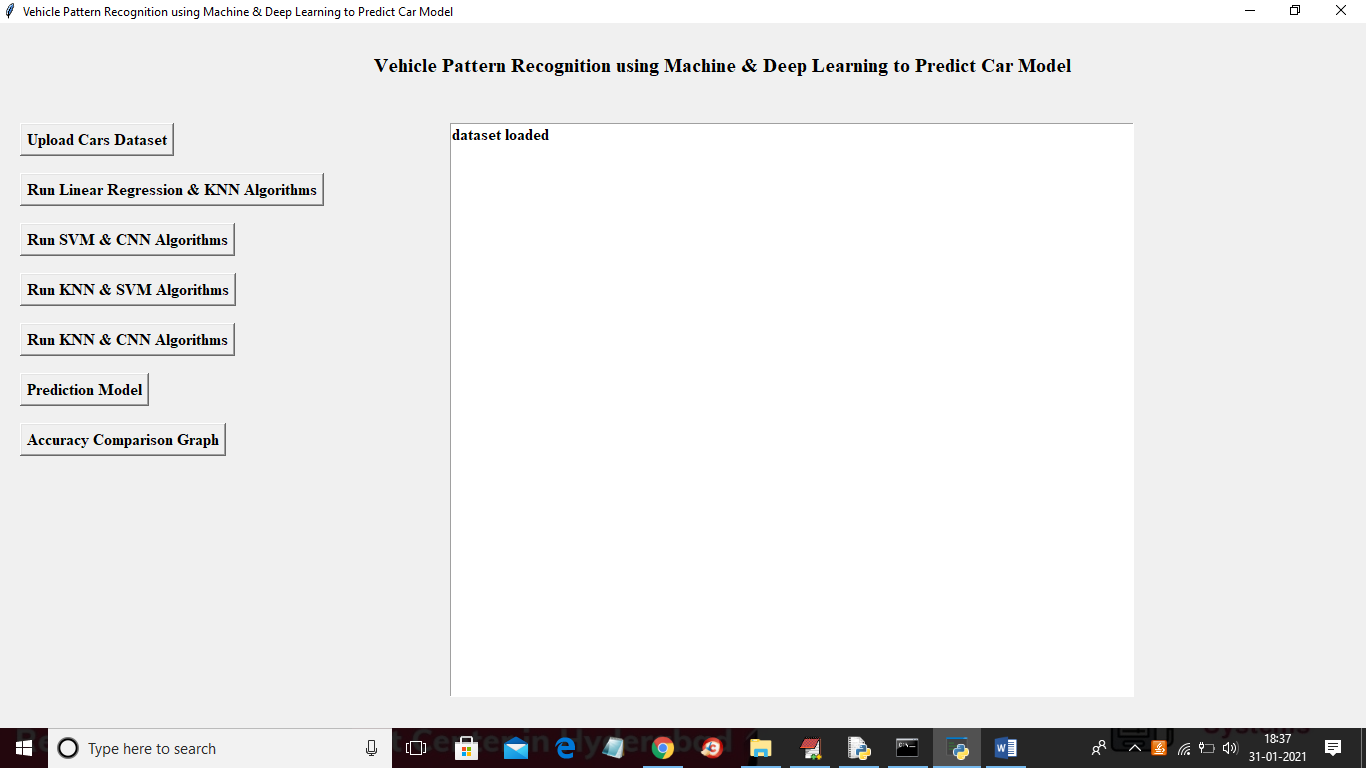 Vehicle Pattern Recognition using Machine & Deep Learning to Predict Car Model
Vehicle Pattern Recognition using Machine & Deep Learning to Predict Car Model
Upload Cars Dataset
dataset loaded
Run Linear Regression & KNN Algorithms
Run SVM & CNN Algorithms
Run KNN & SVM Algorithms
Run KNN & CNN Algorithms
Prediction Model
Accuracy Comparison Graph
Type here to search
Center in
Systems
18:37
31-01-2021